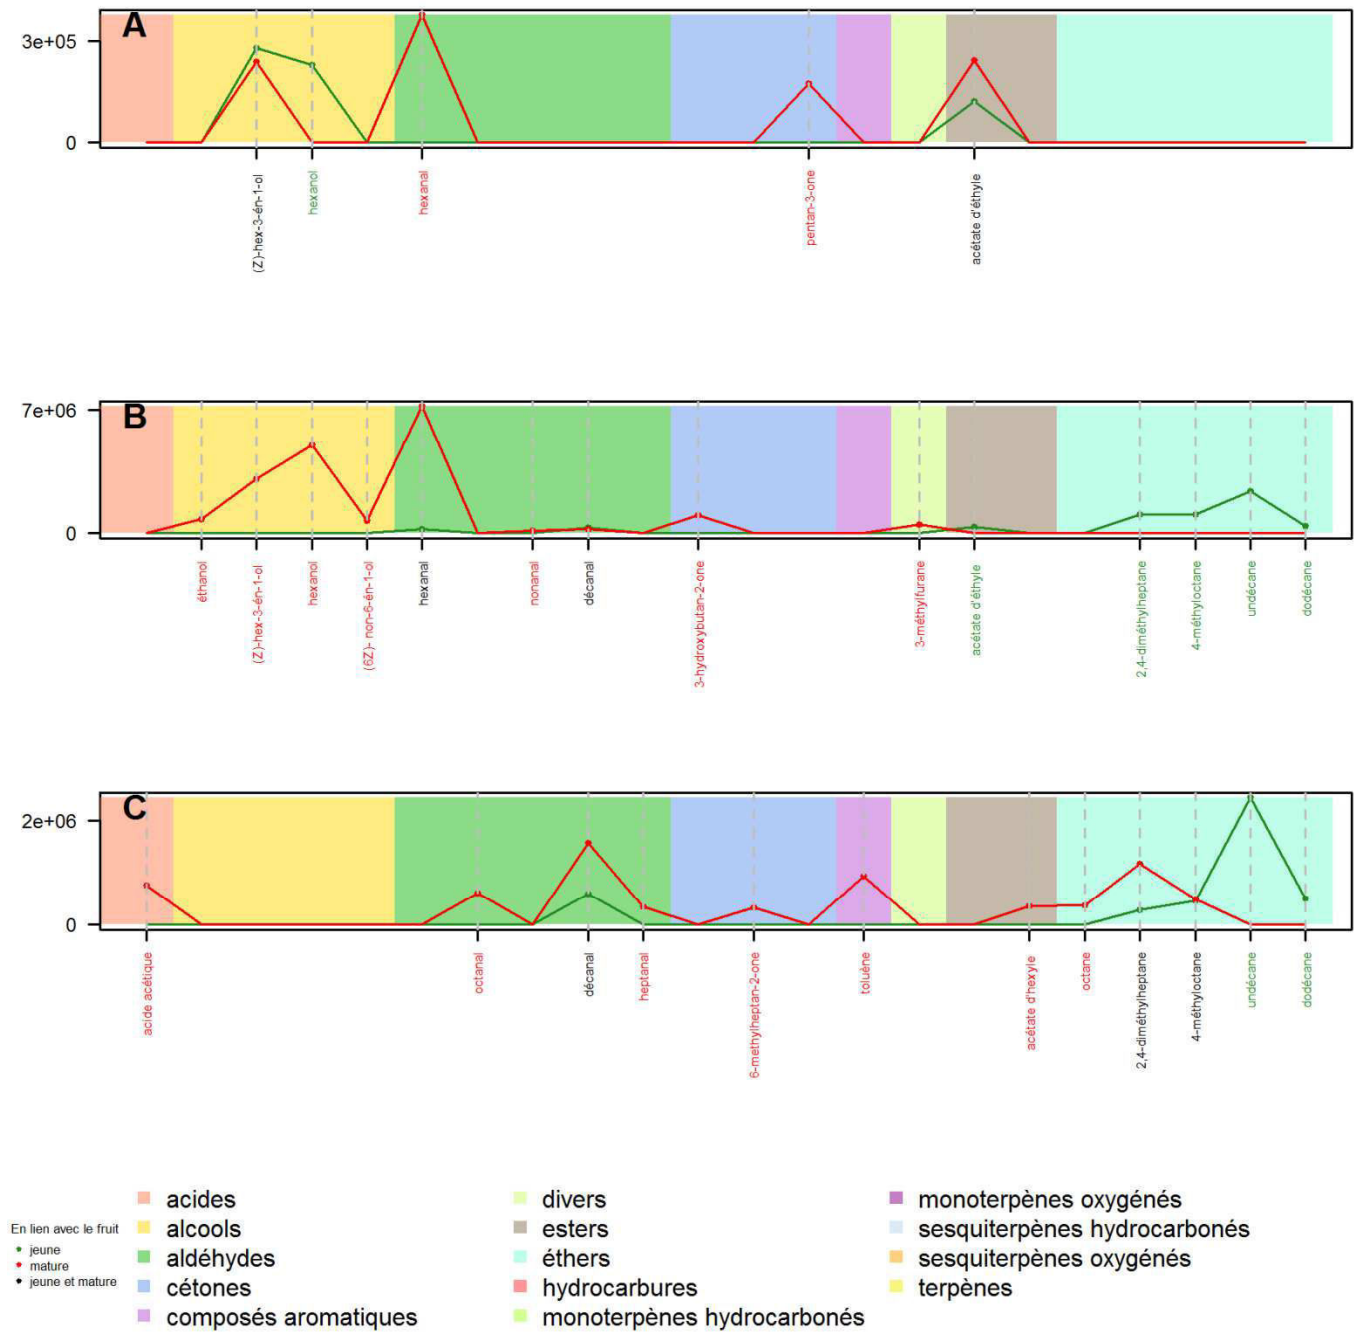 A
3e+05
0
(Z)-hex-3-én-1-ol
hexanol
hexanal
pentan-3-one
acétate d'éthyle
B
7e+06
0
éthanol
(Z)-hex-3-én-1-ol
hexanol
(6Z)- non-6-én-1-ol
hexanal
nonanal
décanal
3-hydroxybutan-2-one
3-méthylfurane
acétate d'éthyle
2,4-diméthylheptane
4-méthyloctane
undécane
dodécane
C
2e+06
0
acide acétique
octanal
décanal
heptanal
6-methylheptan-2-one
toluène
acétate d'hexyle
octane
2,4-diméthylheptane
4-méthyloctane
undécane
dodécane
En lien avec le fruit
jeune
mature
jeune et mature
acides
alcools
aldéhydes
cétones
composés aromatiques
divers
esters
éthers
hydrocarbures
monoterpènes hydrocarbonés
monoterpènes oxygénés
sesquiterpènes hydrocarbonés
sesquiterpènes oxygénés
terpènes